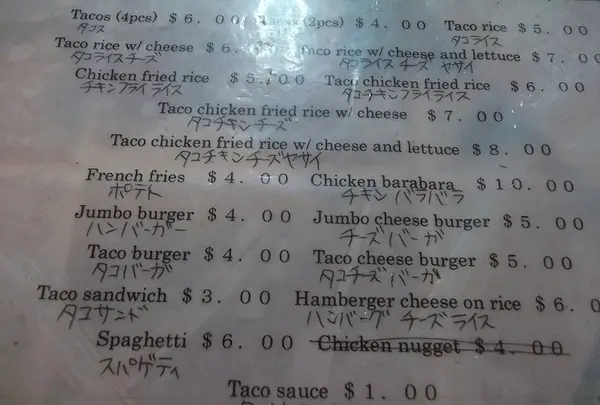 Tacos (4pcs) $6.00 Tacos (2pcs) $4.00 Taco rice $5.00
タコス タコライス
Taco rice w/ cheese $6. Taco rice w/ cheese and lettuce $7.00
タコライスチーズ タコライス チーズ ヤサイ
Chicken fried rice $5.00 Taco chicken fried rice $6.00
チキンフライライス タコチキンフライライス
Taco chicken fried rice w/ cheese $7.00
タコチキンチーズ
Taco chicken fried rice w/ cheese and lettuce $8.00
タコチキンチーズヤサイ
French fries $4.00 Chicken barabara $10.00
ポテト チキン バラバラ
Jumbo burger $4.00 Jumbo cheese burger $5.00
ハンバーガー チーズバーガ
Taco burger $4.00 Taco cheese burger $5.00
タコバーガ タコチーズバーガ
Taco sandwich $3.00 Hamberger cheese on rice $6.0
タコサンド ハンバーグ チーズライス
Spaghetti $6.00 Chicken nugget $4.00
スパゲティ
Taco sauce $1.00